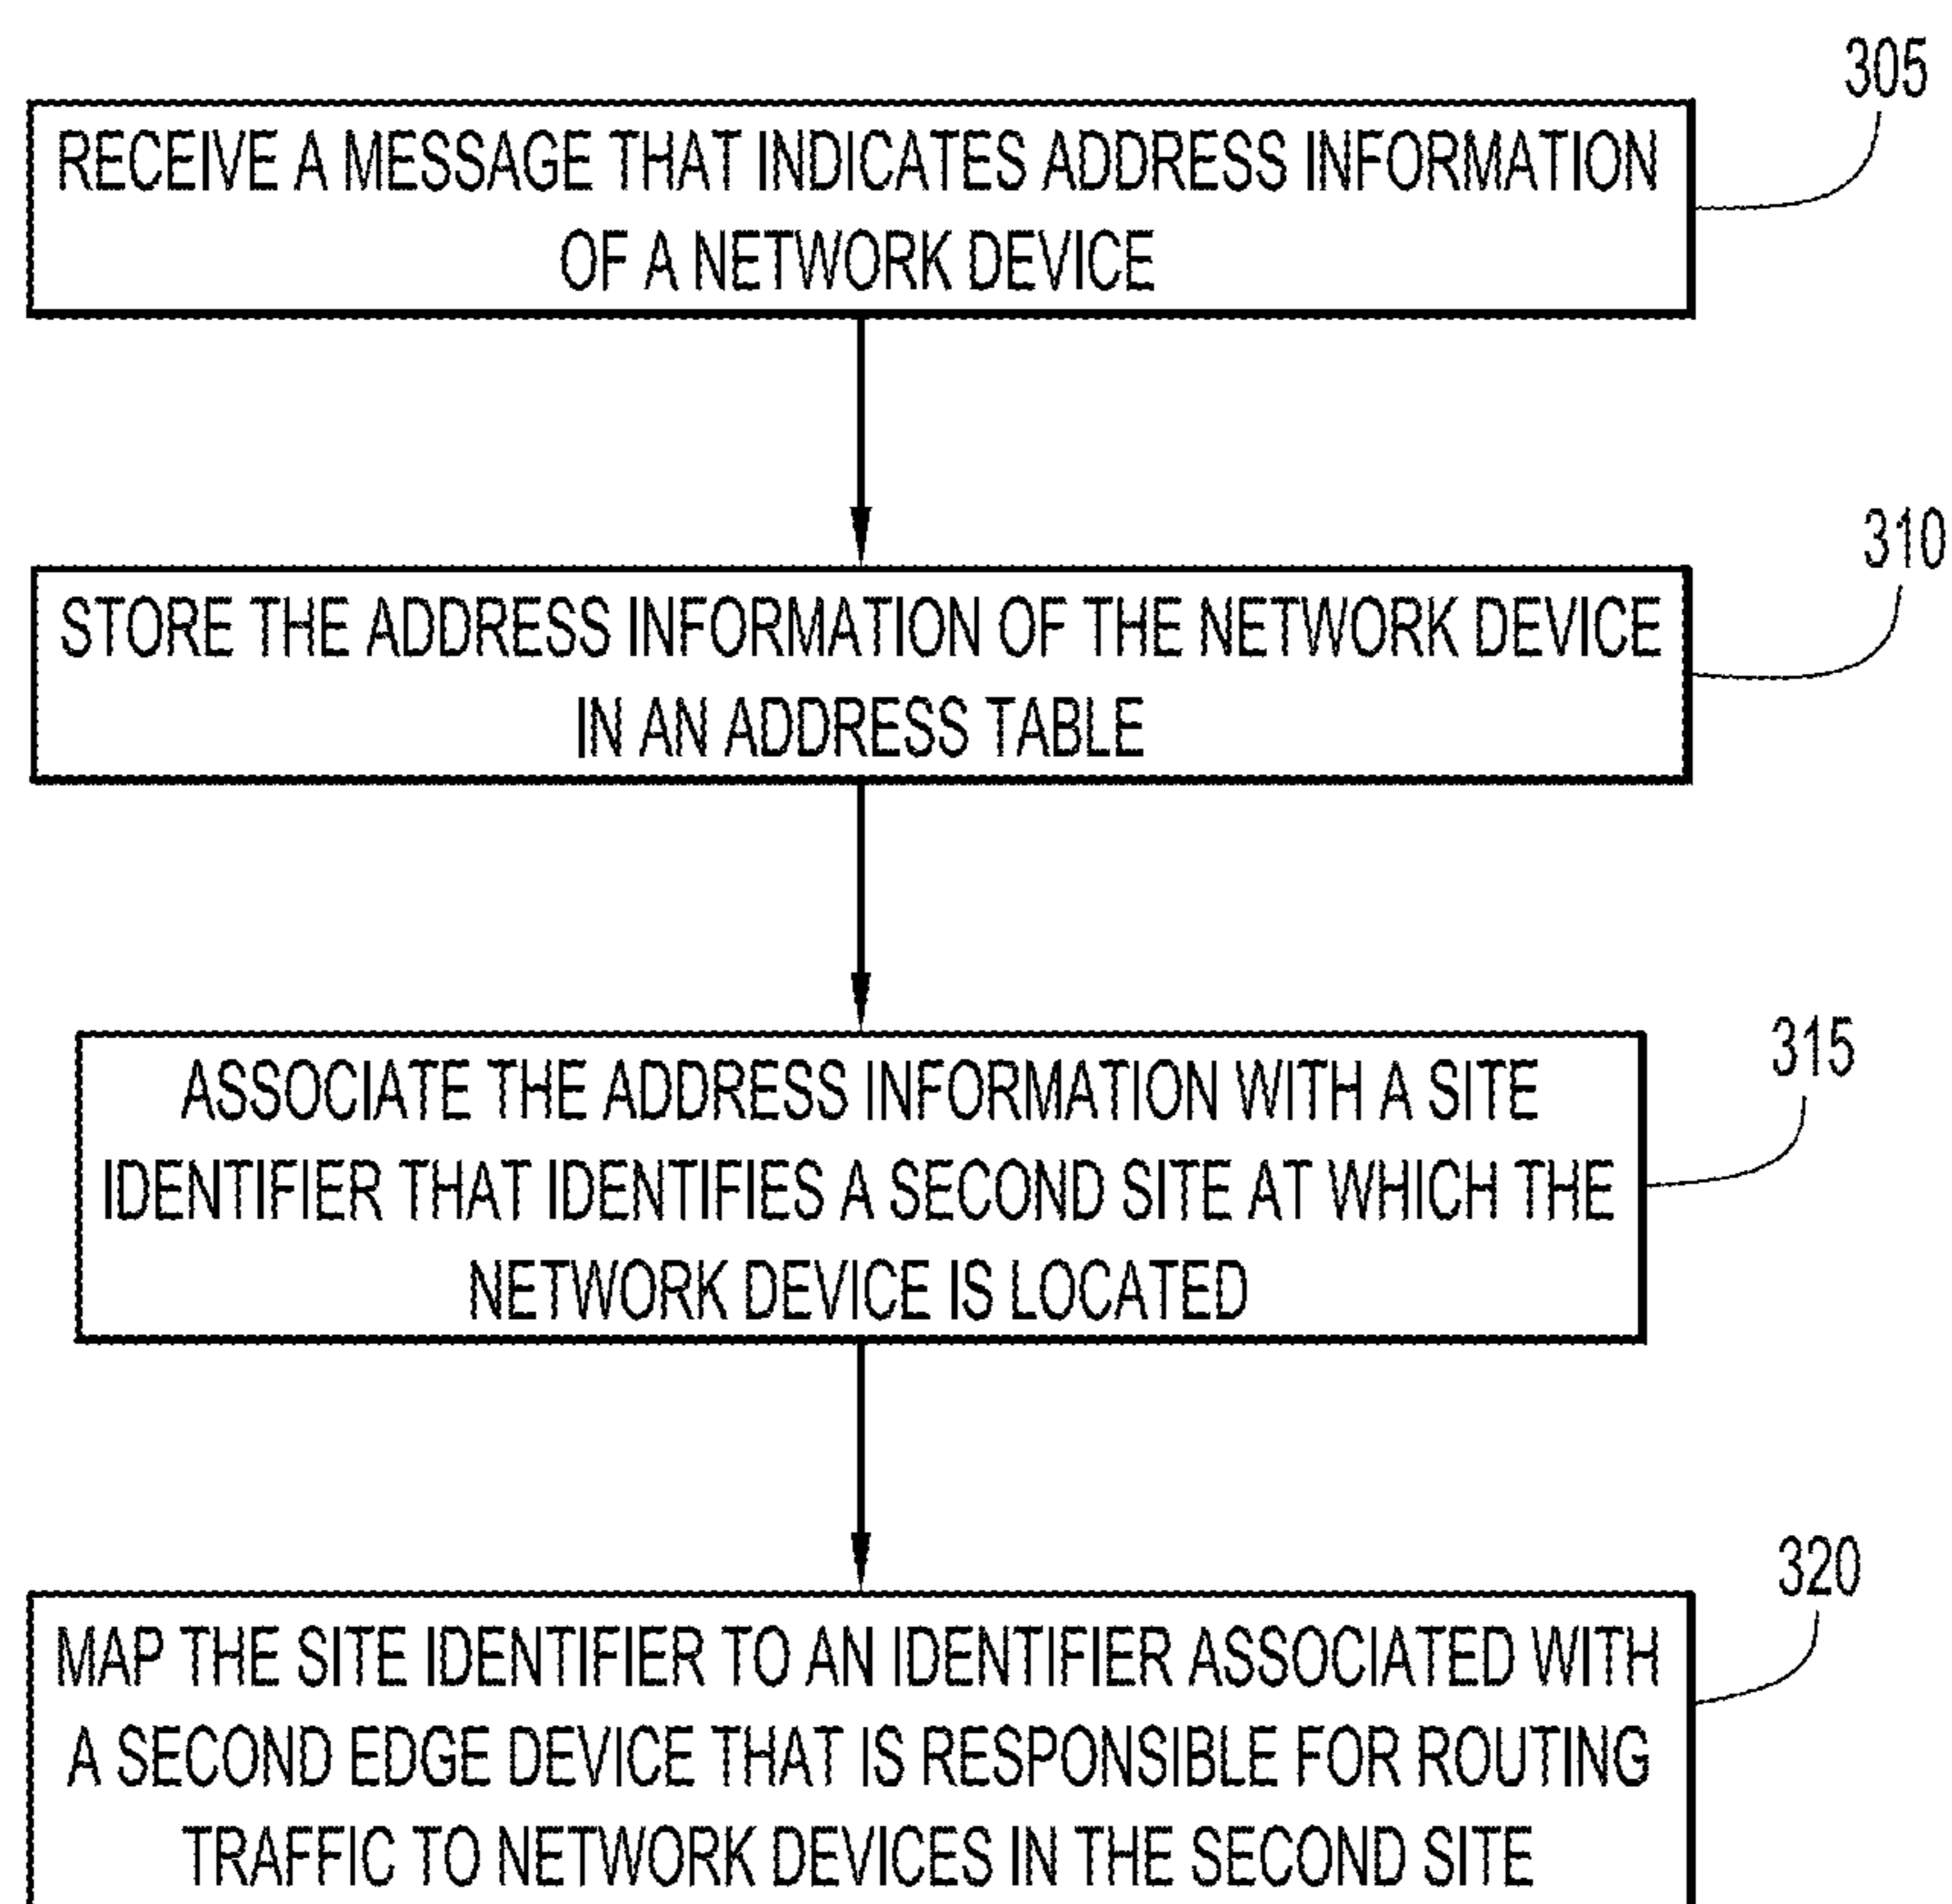 305
RECEIVE A MESSAGE THAT INDICATES ADDRESS INFORMATION
OF A NETWORK DEVICE
310
STORE THE ADDRESS INFORMATION OF THE NETWORK DEVICE
IN AN ADDRESS TABLE
315
ASSOCIATE THE ADDRESS INFORMATION WITH A SITE
IDENTIFIER THAT IDENTIFIES A SECOND SITE AT WHICH THE
NETWORK DEVICE IS LOCATED
320
MAP THE SITE IDENTIFIER TO AN IDENTIFIER ASSOCIATED WITH
A SECOND EDGE DEVICE THAT IS RESPONSIBLE FOR ROUTING
TRAFFIC TO NETWORK DEVICES IN THE SECOND SITE